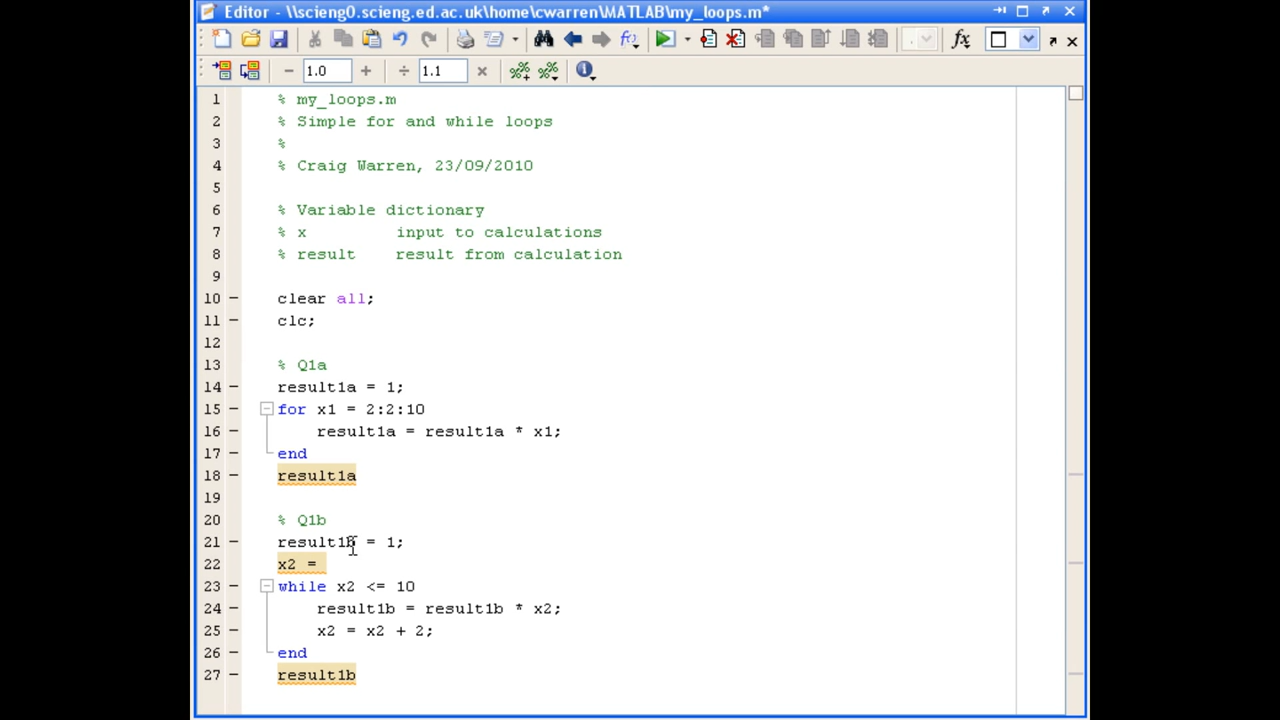 Editor - \\scieng0.scieng.ed.ac.uk\home\cwarren\MATLAB\my_loops.m*
- 1.0 + ÷ 1.1 ×
1 % my_loops.m
2 % Simple for and while loops
3 %
4 % Craig Warren, 23/09/2010
5
6 % Variable dictionary
7 % x input to calculations
8 % result result from calculation
9
10 - clear all;
11 - clc;
12
13 % Q1a
14 - result1a = 1;
15 - for x1 = 2:2:10
16 - result1a = result1a * x1;
17 - end
18 - result1a
19
20 % Q1b
21 - result1b = 1;
22 - x2 =
23 - while x2 <= 10
24 - result1b = result1b * x2;
25 - x2 = x2 + 2;
26 - end
27 - result1b